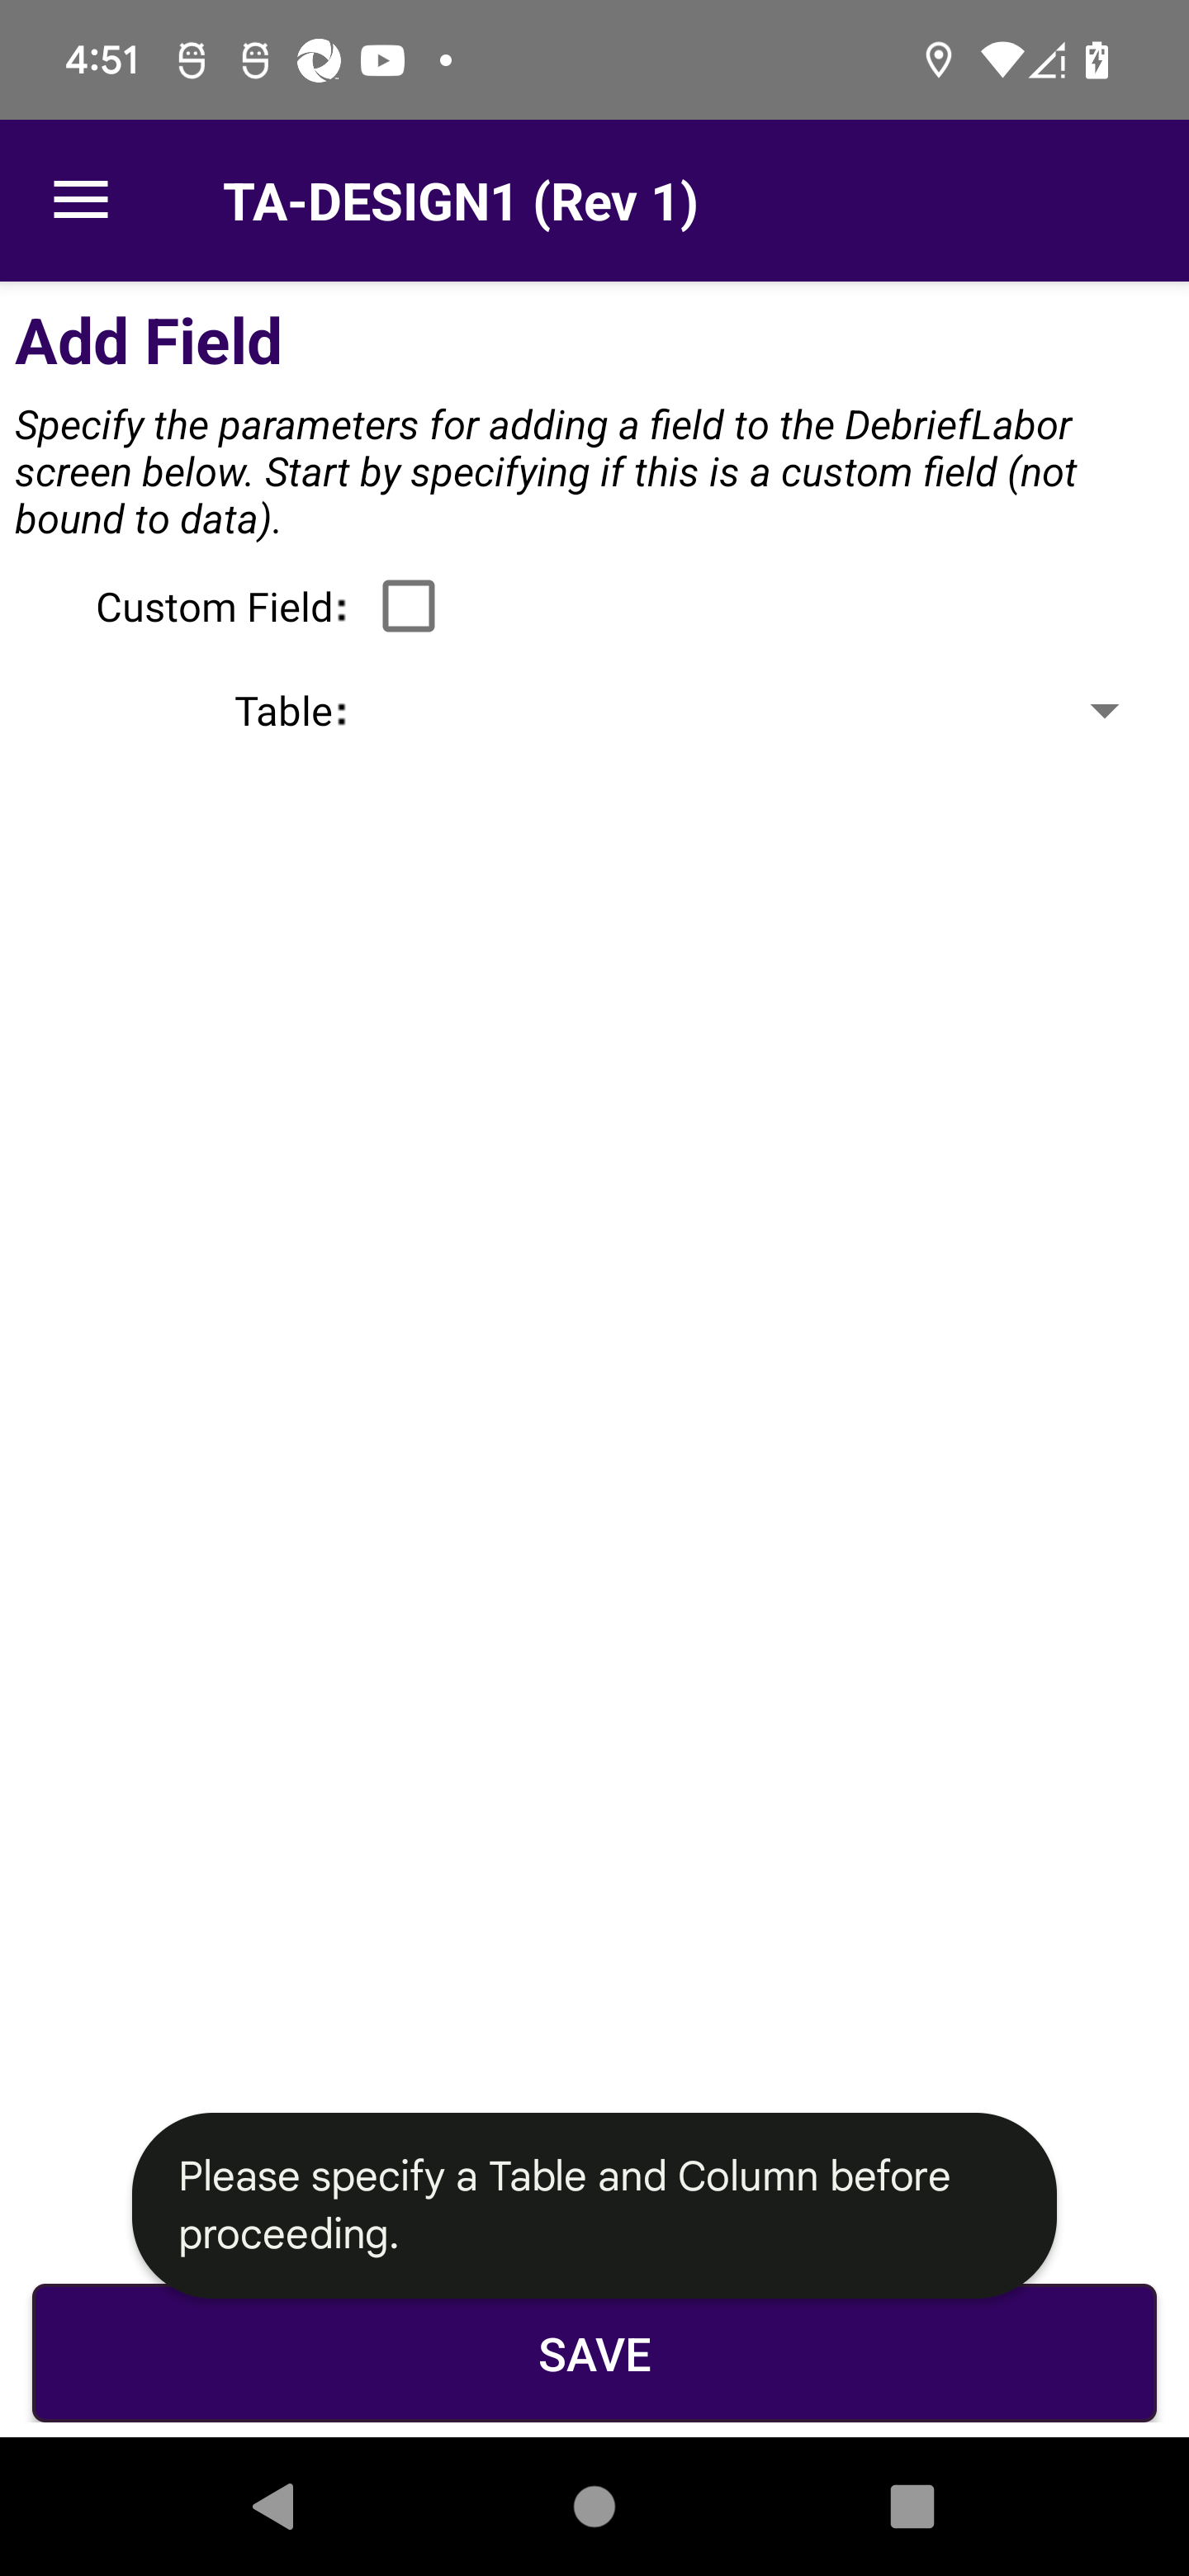 4:51
TA-DESIGN1 (Rev 1)
Add Field
Specify the parameters for adding a field to the DebriefLabor
screen below. Start by specifying if this is a custom field (not
bound to data).
Custom Field:
Table:
Please specify a Table and Column before
proceeding.
SAVE